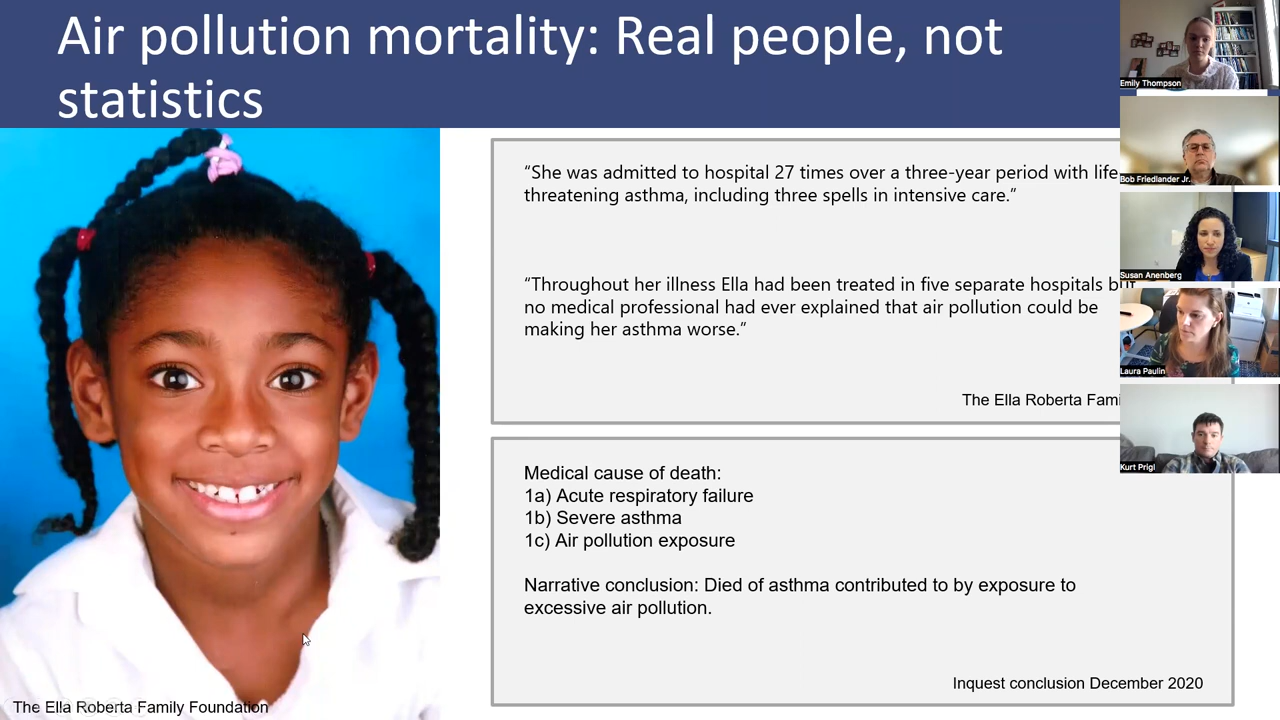 Air pollution mortality: Real people, not
statistics
“She was admitted to hospital 27 times over a three-year period with life
threatening asthma, including three spells in intensive care.”
“Throughout her illness Ella had been treated in five separate hospitals but
no medical professional had ever explained that air pollution could be
making her asthma worse.”
The Ella Roberta
Medical cause of death:
1a) Acute respiratory failure
1b) Severe asthma
1c) Air pollution exposure
Narrative conclusion: Died of asthma contributed to by exposure to
excessive air pollution.
Inquest conclusion December 2020
The Ella Roberta Family Foundation
Emily Thompson
Bob Friedlander Jr.
Susan Anenberg
Laura Paulin
Kurt Prigl